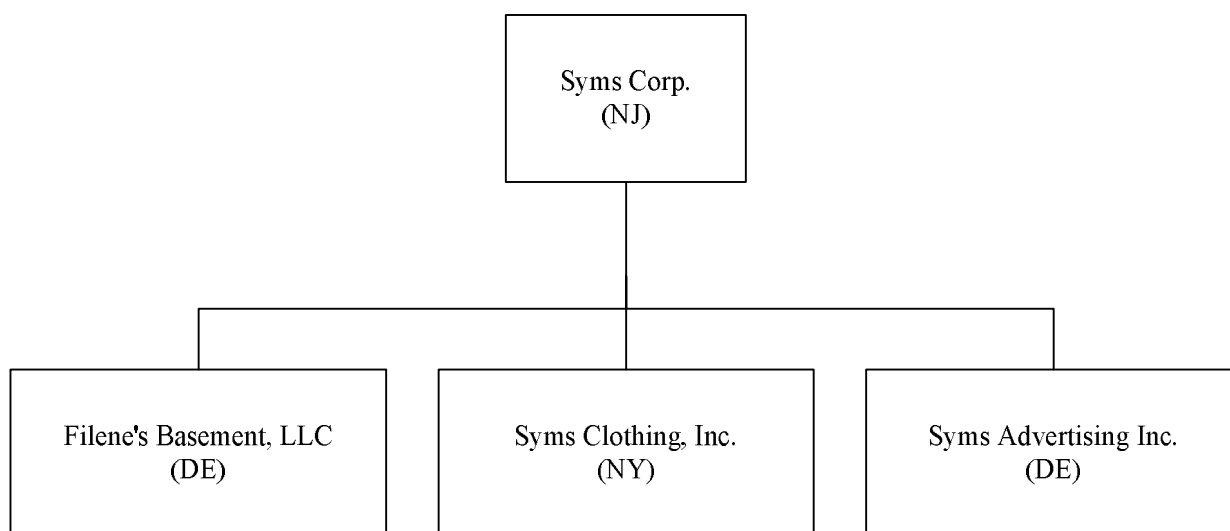 Syms Corp.
(NJ)
Filene's Basement, LLC
(DE)
Syms Clothing, Inc.
(NY)
Syms Advertising Inc.
(DE)